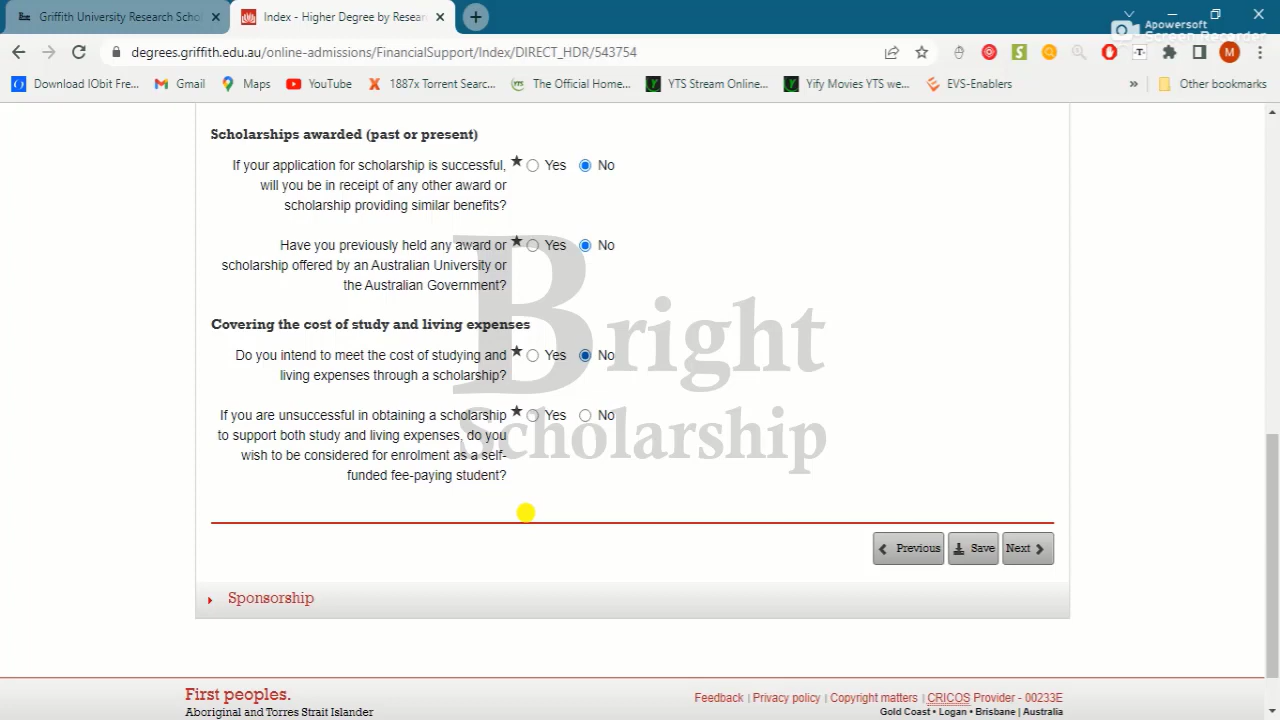 Griffith University Research Scho
Index - Higher Degree by Resear
Apowersoft
Screen Recorder
degrees.griffith.edu.au/online-admissions/FinancialSupport/Index/DIRECT_HDR/543754
Download IObit Fre...
Gmail
Maps
YouTube
1887x Torrent Searc...
The Official Home...
YTS Stream Online...
Yify Movies YTS we...
EVS-Enablers
»
Other bookmarks
Scholarships awarded (past or present)
If your application for scholarship is successful, ★ Yes No
will you be in receipt of any other award or
scholarship providing similar benefits?
Have you previously held any award or ★ Yes No
scholarship offered by an Australian University or
the Australian Government?
Covering the cost of study and living expenses
Do you intend to meet the cost of studying and ★ Yes No
living expenses through a scholarship?
If you are unsuccessful in obtaining a scholarship ★ Yes No
to support both study and living expenses, do you
wish to be considered for enrolment as a self-
funded fee-paying student?
Bright
Scholarship
Previous Save Next
Sponsorship
First peoples.
Aboriginal and Torres Strait Islander
Feedback | Privacy policy | Copyright matters | CRICOS Provider - 00233E
Gold Coast • Logan • Brisbane | Australia